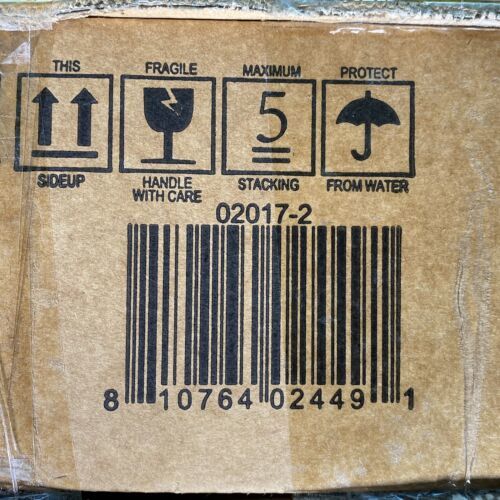 THIS FRAGILE MAXIMUM PROTECT
5
SIDEUP HANDLE STACKING FROM WATER
WITH CARE
02017-2
8 10764 02449 1